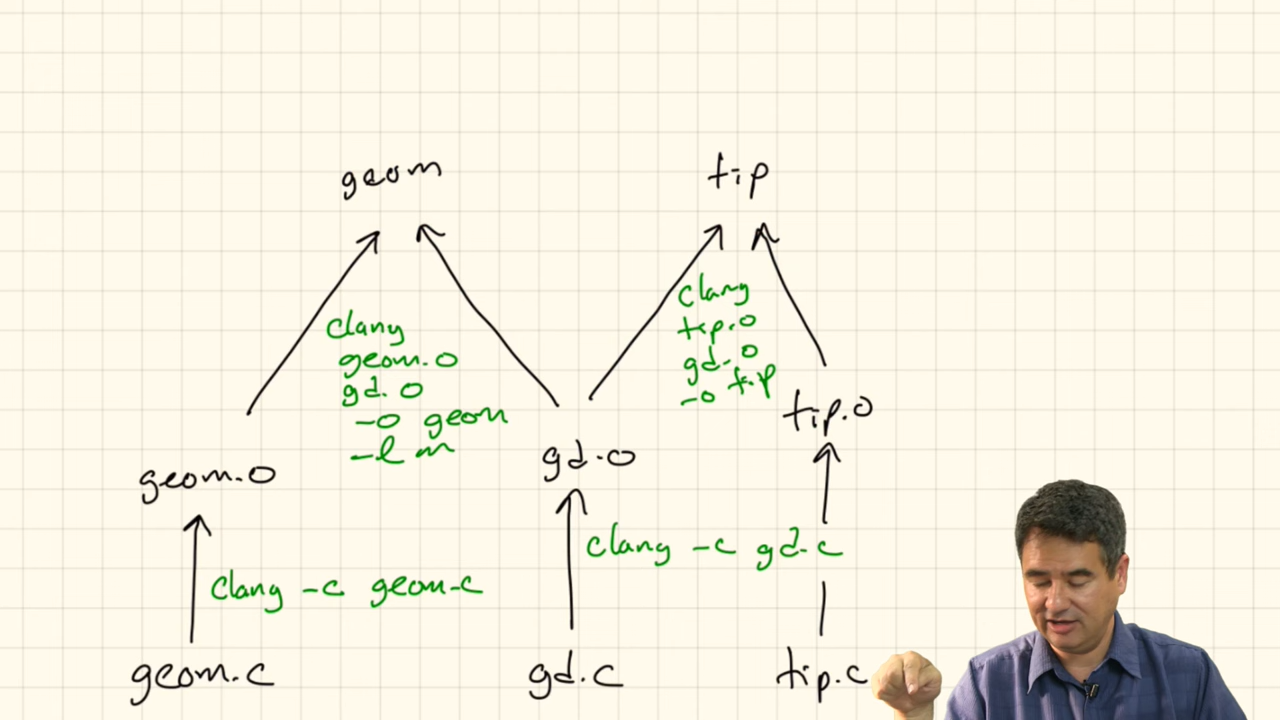 geom
tip
clang
geom.o
gd.o
-o geom
-lm
clang
tip.o
gd.o
-o tip
geom.o
gd.o
tip.o
clang -c geom.c
clang -c gd.c
geom.c
gd.c
tip.c